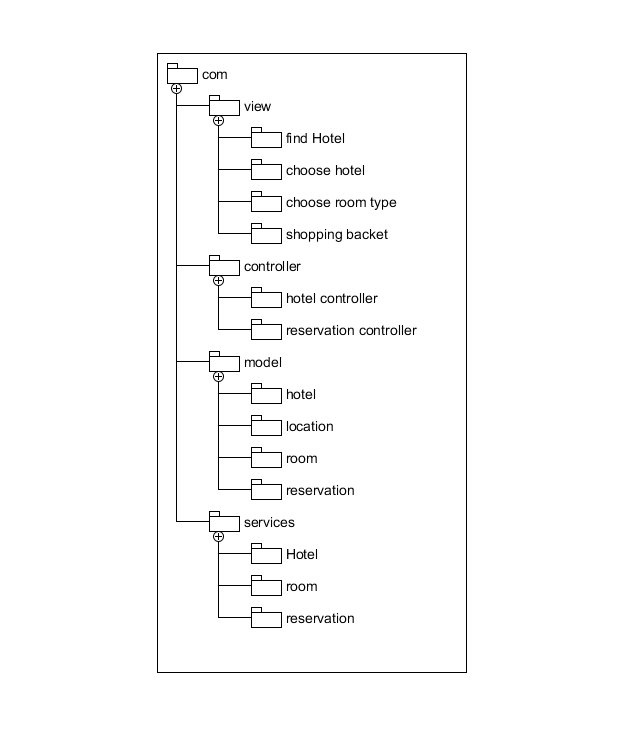 com
view
find Hotel
choose hotel
choose room type
shopping backet
controller
hotel controller
reservation controller
model
hotel
location
room
reservation
services
Hotel
room
reservation